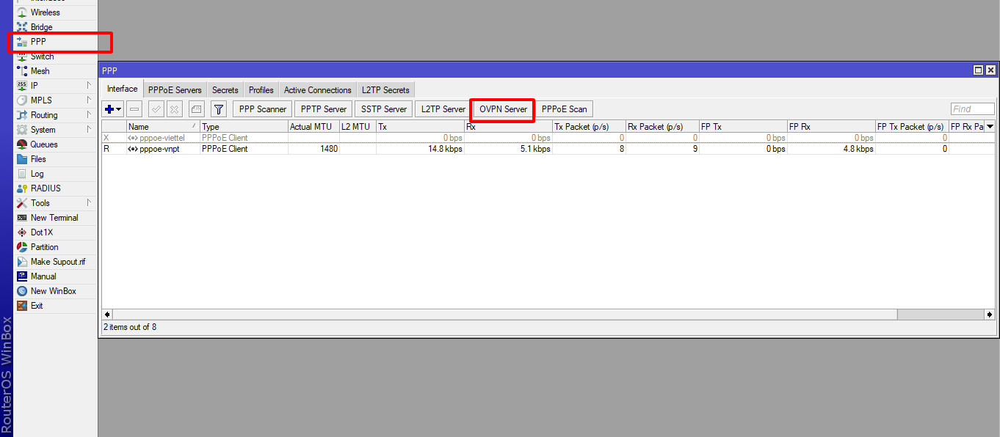 Wireless
Bridge
PPP
Switch
Mesh
IP
MPLS
Routing
System
Queues
Files
Log
RADIUS
Tools
New Terminal
Dot1X
Partition
Make Supout.rif
Manual
New WinBox
Exit
RouterOS WinBox
PPP
Interface PPPoE Servers Secrets Profiles Active Connections L2TP Secrets
PPP Scanner PPTP Server SSTP Server L2TP Server OVPN Server PPPoE Scan Find
Name Type Actual MTU L2 MTU Tx Rx Tx Packet (p/s) Rx Packet (p/s) FP Tx FP Rx FP Tx Packet (p/s) FP Rx Pa
X pppoe-viettel PPPoE Client 0 bps 0 bps 0 0 0 bps 0 bps 0
R pppoe-vnpt PPPoE Client 1480 14.8 kbps 5.1 kbps 8 9 0 bps 4.8 kbps 0
2 items out of 8